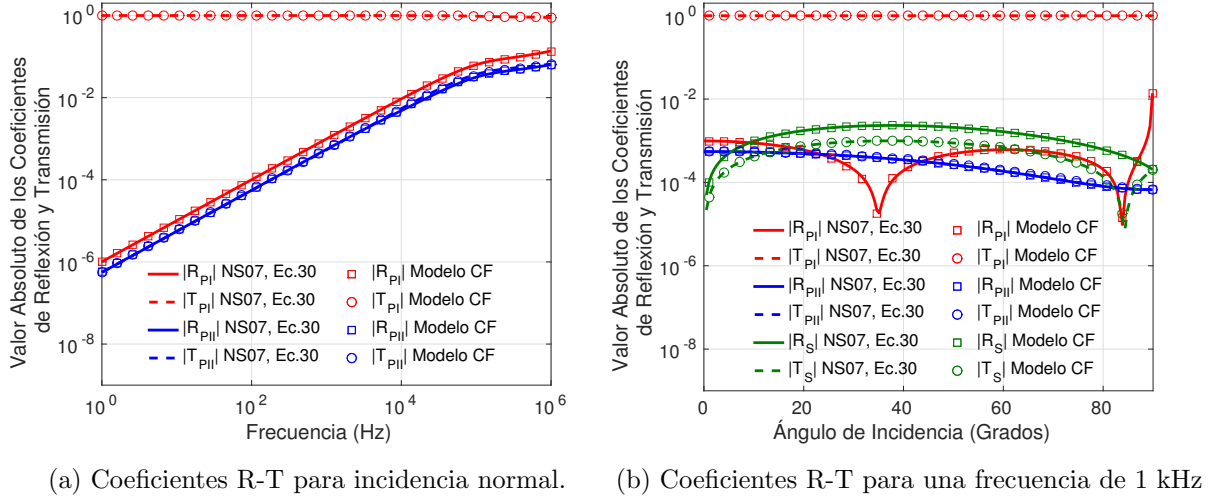 Valor Absoluto de los Coeficientes
de Reflexión y Transmisión
10^0
10^-2
10^-4
10^-6
10^-8
|R_PI| NS07, Ec.30
|T_PI| NS07, Ec.30
|R_PII| NS07, Ec.30
|T_PII| NS07, Ec.30
|R_PI| Modelo CF
|T_PI| Modelo CF
|R_PII| Modelo CF
|T_PII| Modelo CF
10^0 10^2 10^4 10^6
Frecuencia (Hz)
(a) Coeficientes R-T para incidencia normal.
Valor Absoluto de los Coeficientes
de Reflexión y Transmisión
10^0
10^-2
10^-4
10^-6
10^-8
|R_PI| NS07, Ec.30
|T_PI| NS07, Ec.30
|R_PII| NS07, Ec.30
|T_PII| NS07, Ec.30
|R_S| NS07, Ec.30
|T_S| NS07, Ec.30
|R_PI| Modelo CF
|T_PI| Modelo CF
|R_PII| Modelo CF
|T_PII| Modelo CF
|R_S| Modelo CF
|T_S| Modelo CF
0 20 40 60 80
Ángulo de Incidencia (Grados)
(b) Coeficientes R-T para una frecuencia de 1 kHz